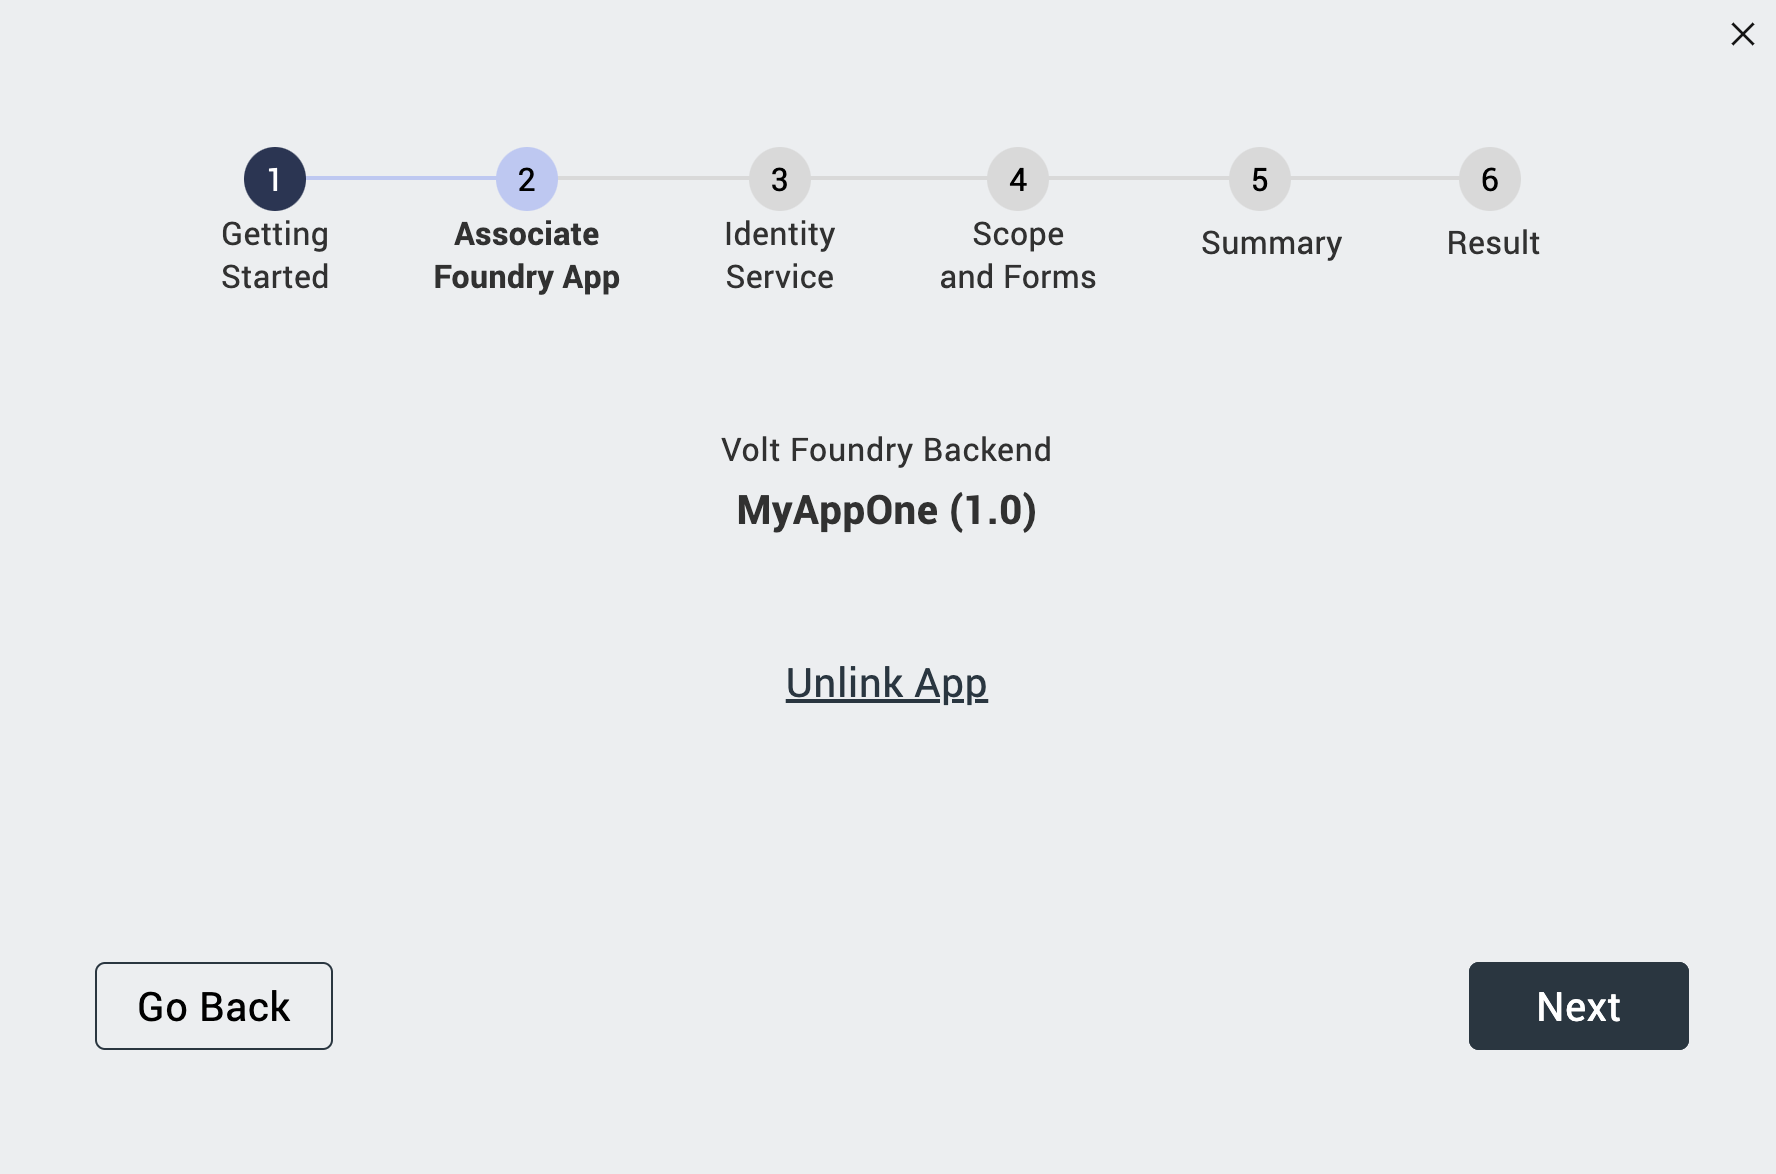 1
2
3
4
5
6
Getting
Started
Associate
Foundry App
Identity
Service
Scope
and Forms
Summary
Result
Volt Foundry Backend
MyAppOne (1.0)
Unlink App
Go Back
Next